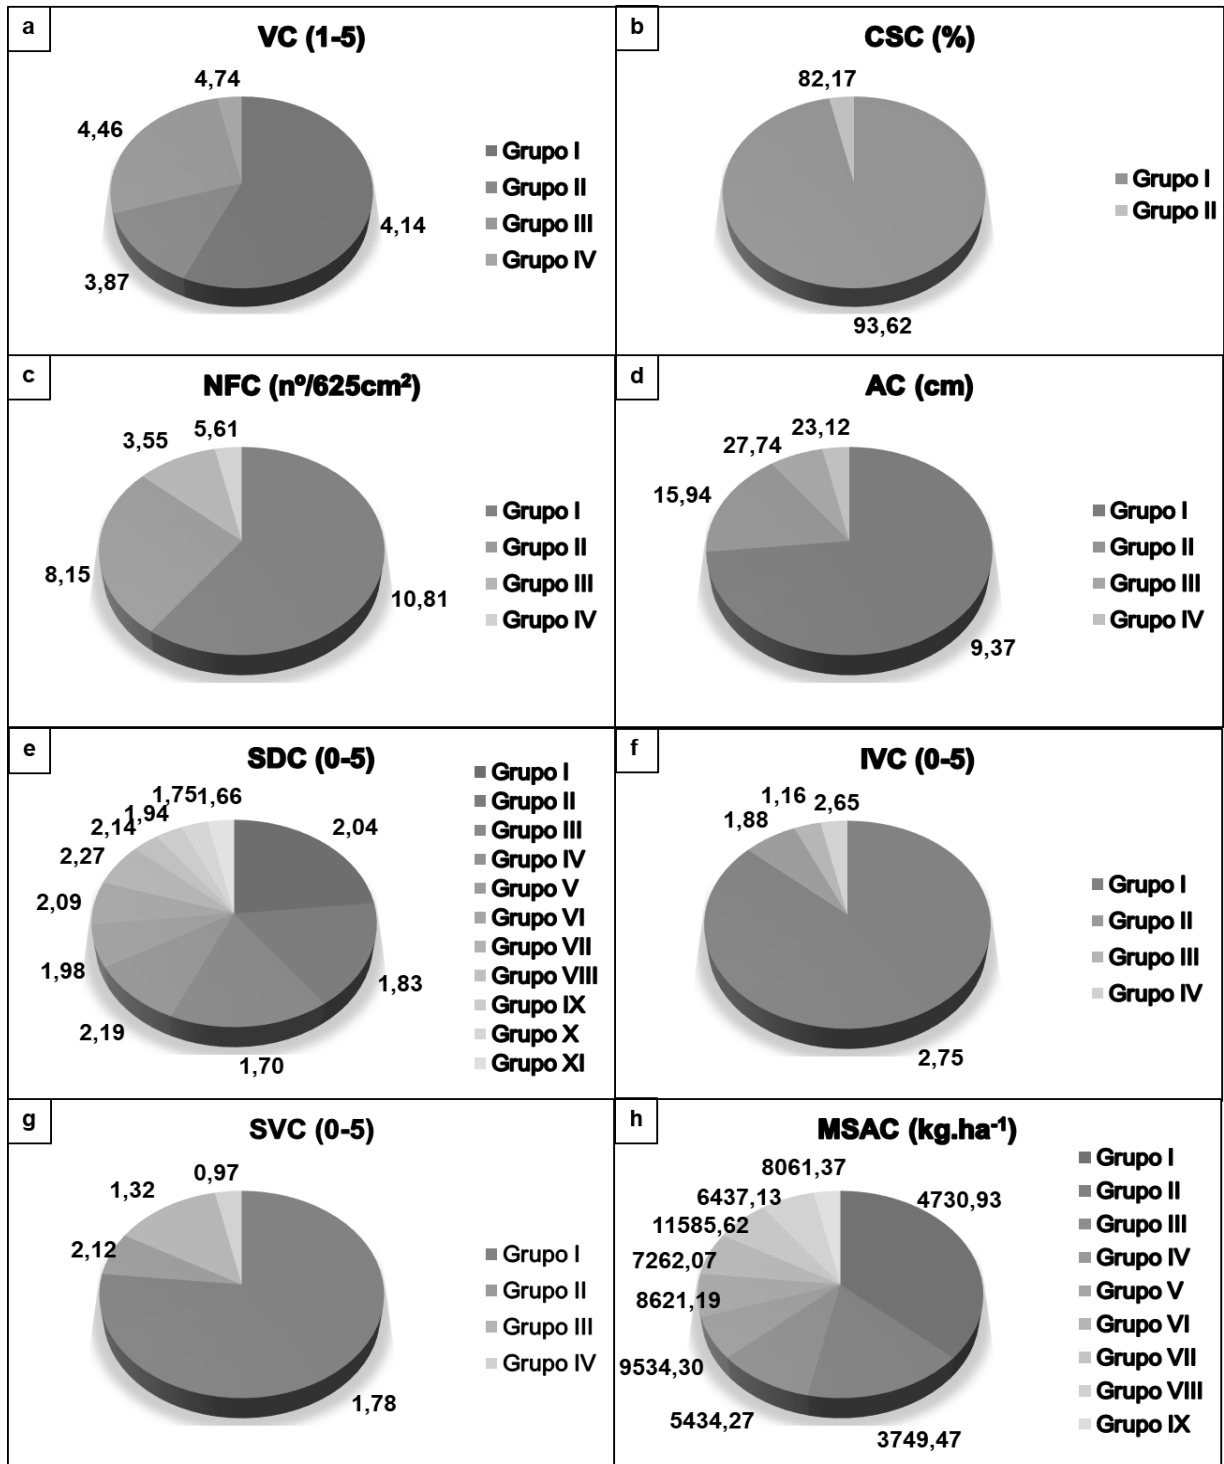 a
VC (1-5)
4,74
4,46
4,14
3,87
Grupo I
Grupo II
Grupo III
Grupo IV
b
CSC (%)
82,17
93,62
Grupo I
Grupo II
c
NFC (nº/625cm²)
5,61
3,55
8,15
10,81
Grupo I
Grupo II
Grupo III
Grupo IV
d
AC (cm)
23,12
27,74
15,94
9,37
Grupo I
Grupo II
Grupo III
Grupo IV
e
SDC (0-5)
1,66
1,75
1,94
2,14
2,27
2,09
1,98
2,19
1,70
1,83
2,04
Grupo I
Grupo II
Grupo III
Grupo IV
Grupo V
Grupo VI
Grupo VII
Grupo VIII
Grupo IX
Grupo X
Grupo XI
f
IVC (0-5)
2,65
1,16
1,88
2,75
Grupo I
Grupo II
Grupo III
Grupo IV
g
SVC (0-5)
0,97
1,32
2,12
1,78
Grupo I
Grupo II
Grupo III
Grupo IV
h
MSAC (kg.ha⁻¹)
8061,37
6437,13
11585,62
7262,07
8621,19
9534,30
5434,27
3749,47
4730,93
Grupo I
Grupo II
Grupo III
Grupo IV
Grupo V
Grupo VI
Grupo VII
Grupo VIII
Grupo IX